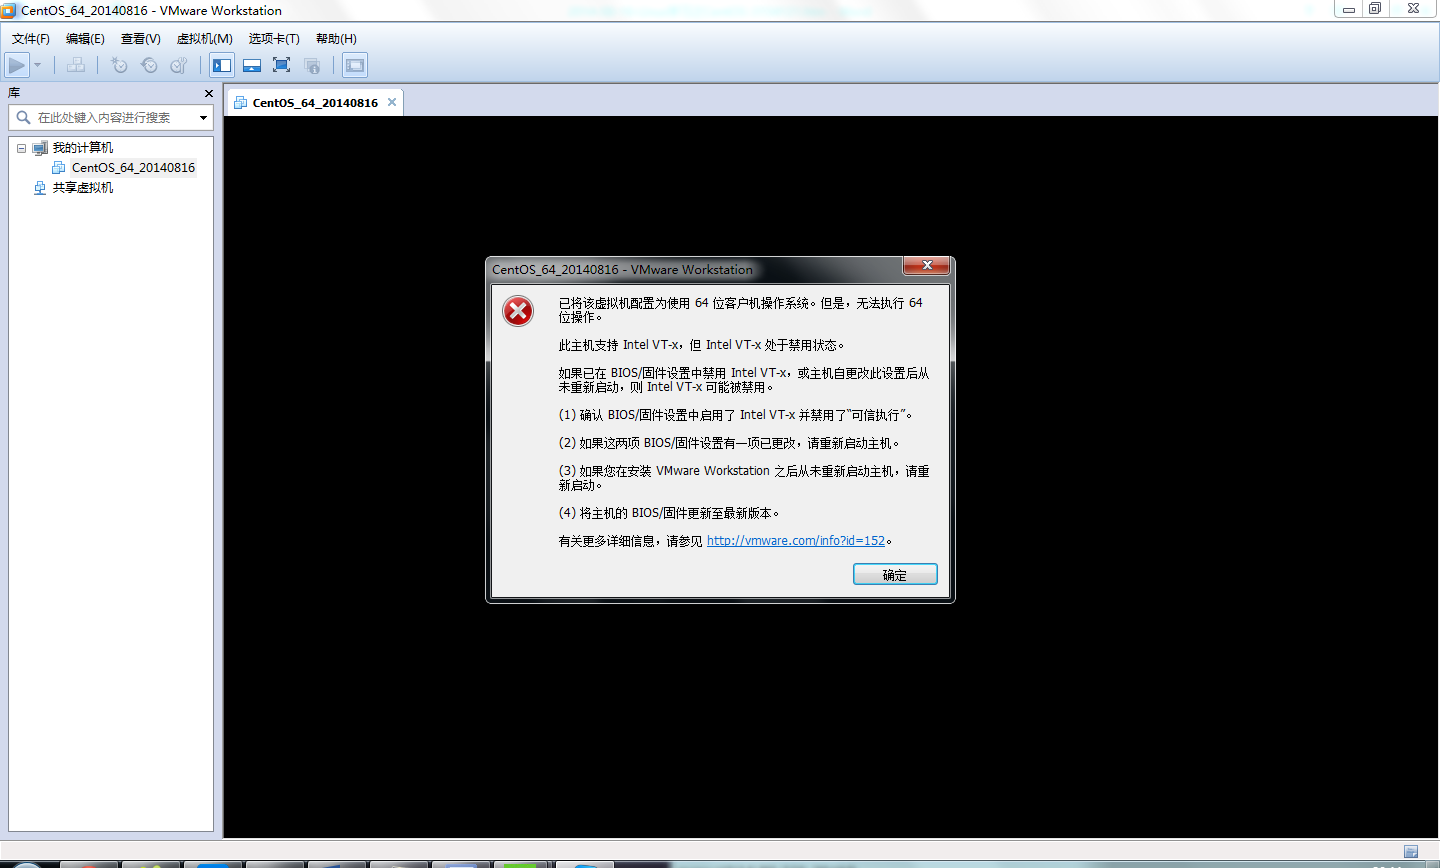 CentOS_64_20140816 - VMware Workstation
文件(F) 编辑(E) 查看(V) 虚拟机(M) 选项卡(T) 帮助(H)
库
在此处键入内容进行搜索
我的计算机
CentOS_64_20140816
共享虚拟机
CentOS_64_20140816
CentOS_64_20140816 - VMware Workstation
已将该虚拟机配置为使用 64 位客户机操作系统。但是，无法执行 64
位操作。
此主机支持 Intel VT-x，但 Intel VT-x 处于禁用状态。
如果已在 BIOS/固件设置中禁用 Intel VT-x，或主机自更改此设置后从
未重新启动，则 Intel VT-x 可能被禁用。
(1) 确认 BIOS/固件设置中启用了 Intel VT-x 并禁用了“可信执行”。
(2) 如果这两项 BIOS/固件设置有一项已更改，请重新启动主机。
(3) 如果您在安装 VMware Workstation 之后从未重新启动主机，请重
新启动。
(4) 将主机的 BIOS/固件更新至最新版本。
有关更多详细信息，请参见 http://vmware.com/info?id=152。
确定